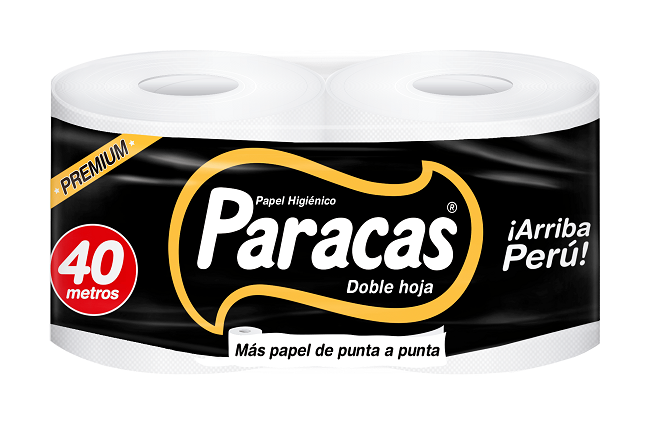 PREMIUM
40
metros
Papel Higiénico
Paracas®
Doble hoja
Más papel de punta a punta
¡Arriba
Perú!